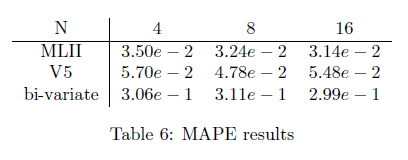 N 4 8 16
MLII 3.50e − 2 3.24e − 2 3.14e − 2
V5 5.70e − 2 4.78e − 2 5.48e − 2
bi-variate 3.06e − 1 3.11e − 1 2.99e − 1
Table 6: MAPE results